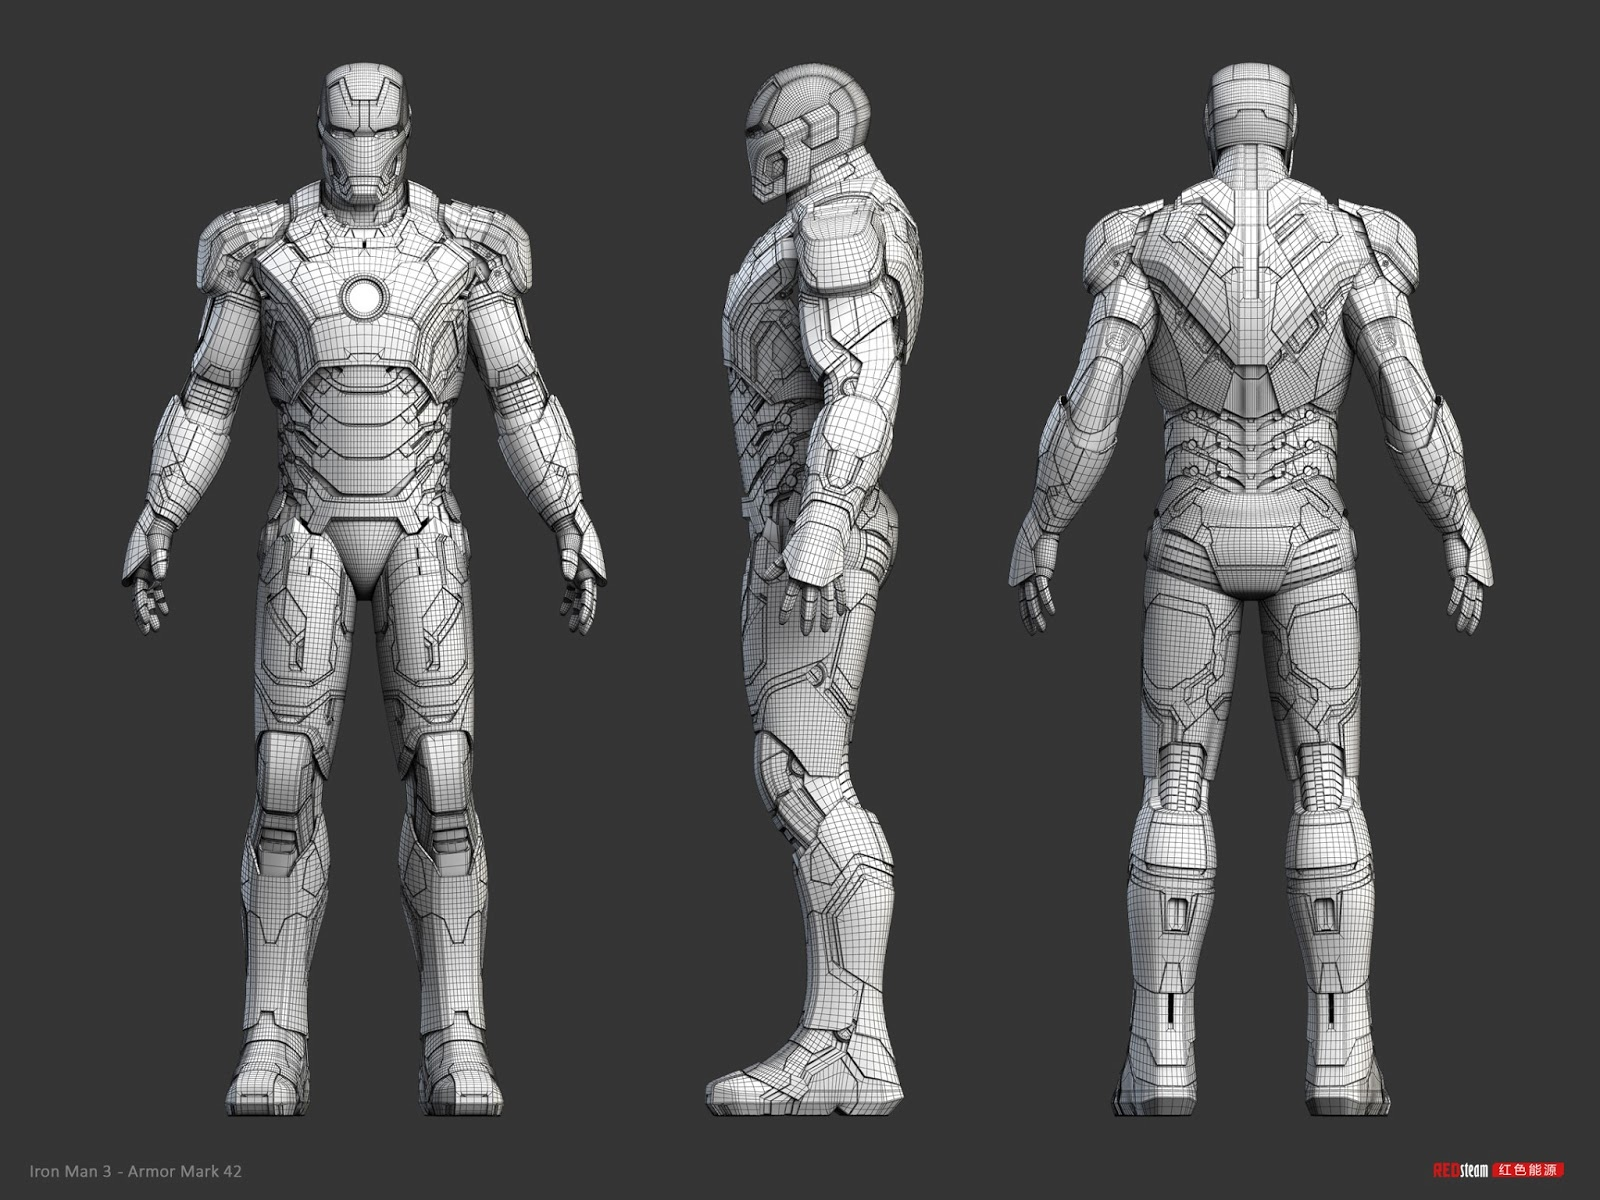 Iron Man 3 - Armor Mark 42
REDsteam 红色能源